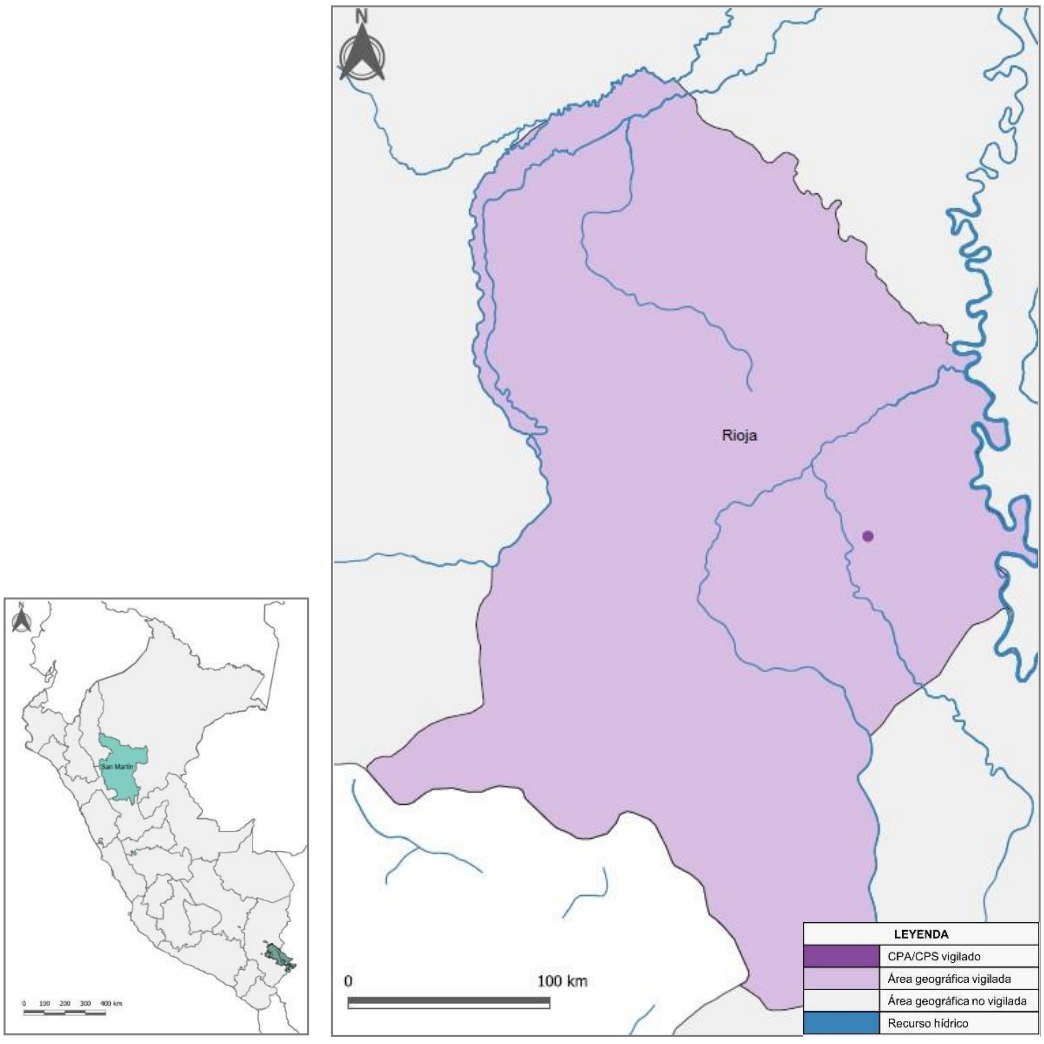 N
Rioja
0 100 km
LEYENDA
CPA/CPS vigilado
Área geográfica vigilada
Área geográfica no vigilada
Recurso hídrico
N
San Martín
0 100 200 300 400 km